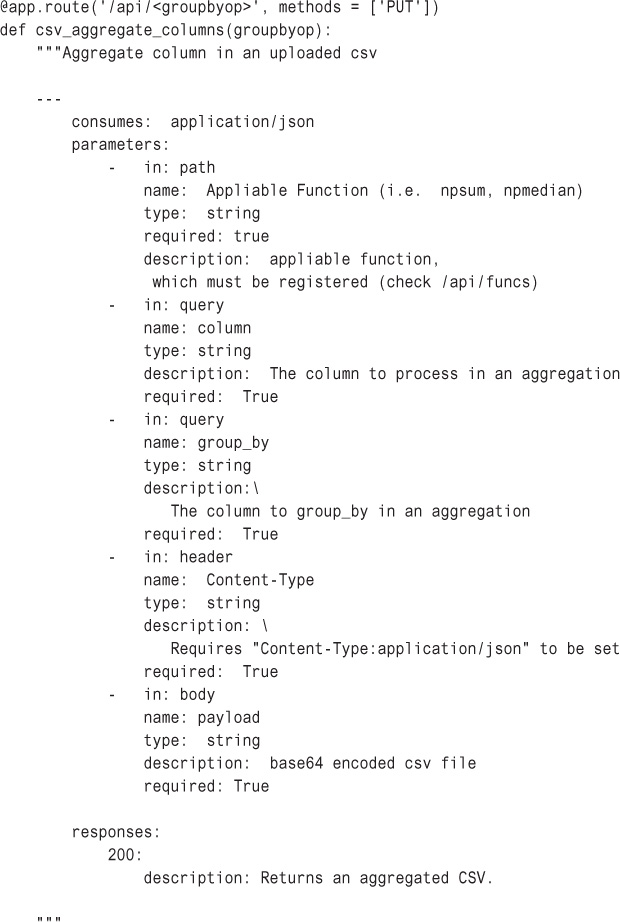 @app.route('/api/<groupbyop>', methods = ['PUT'])
def csv_aggregate_columns(groupbyop):
    """Aggregate column in an uploaded csv

    ---
        consumes:  application/json
        parameters:
            -   in: path
                name:  Appliable Function (i.e.  npsum, npmedian)
                type:  string
                required: true
                description:  appliable function,
                 which must be registered (check /api/funcs)
            -   in: query
                name: column
                type: string
                description:  The column to process in an aggregation
                required:  True
            -   in: query
                name: group_by
                type: string
                description:\
                   The column to group_by in an aggregation
                required:  True
            -   in: header
                name:  Content-Type
                type:  string
                description: \
                   Requires "Content-Type:application/json" to be set
                required:  True
            -   in: body
                name: payload
                type:  string
                description:  base64 encoded csv file
                required: True

        responses:
            200:
                description: Returns an aggregated CSV.

    """